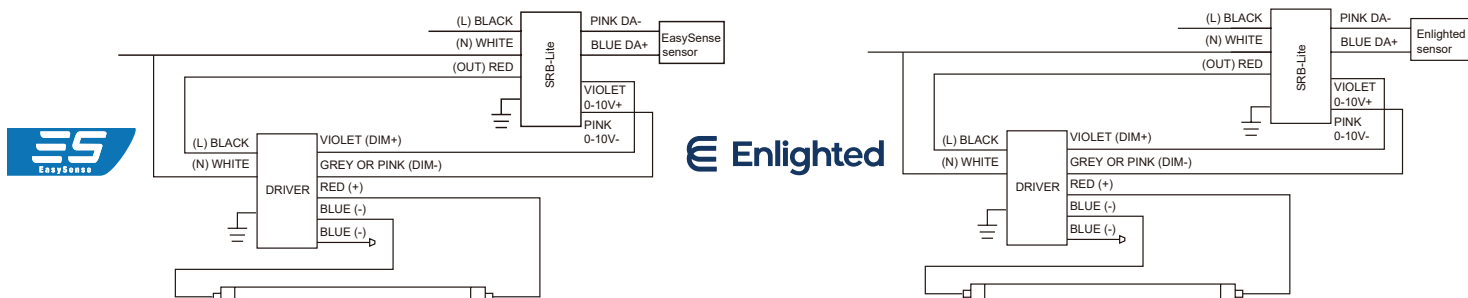 (L) BLACK
(N) WHITE
(OUT) RED
SRB-Lite
PINK DA-
BLUE DA+
EasySense
sensor
VIOLET
0-10V+
PINK
0-10V-
ES
EasySense
(L) BLACK
(N) WHITE
DRIVER
VIOLET (DIM+)
GREY OR PINK (DIM-)
RED (+)
BLUE (-)
BLUE (-)
Enlighted
(L) BLACK
(N) WHITE
(OUT) RED
SRB-Lite
PINK DA-
BLUE DA+
Enlighted
sensor
VIOLET
0-10V+
PINK
0-10V-
(L) BLACK
(N) WHITE
DRIVER
VIOLET (DIM+)
GREY OR PINK (DIM-)
RED (+)
BLUE (-)
BLUE (-)